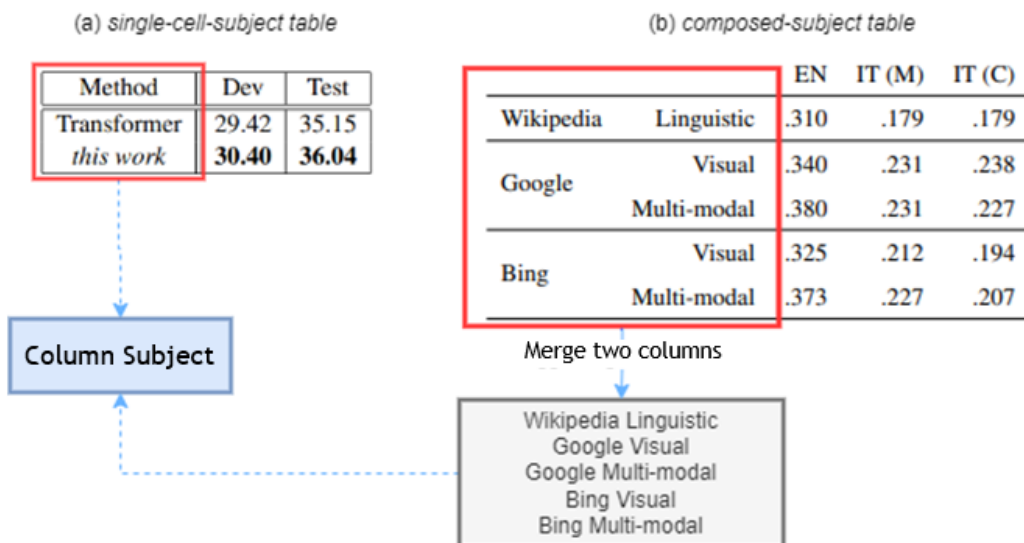 (a) single-cell-subject table
Method Dev Test
Transformer 29.42 35.15
this work 30.40 36.04
(b) composed-subject table
EN IT (M) IT (C)
Wikipedia Linguistic .310 .179 .179
Google
Visual .340 .231 .238
Multi-modal .380 .231 .227
Bing
Visual .325 .212 .194
Multi-modal .373 .227 .207
Column Subject
Merge two columns
Wikipedia Linguistic
Google Visual
Google Multi-modal
Bing Visual
Bing Multi-modal